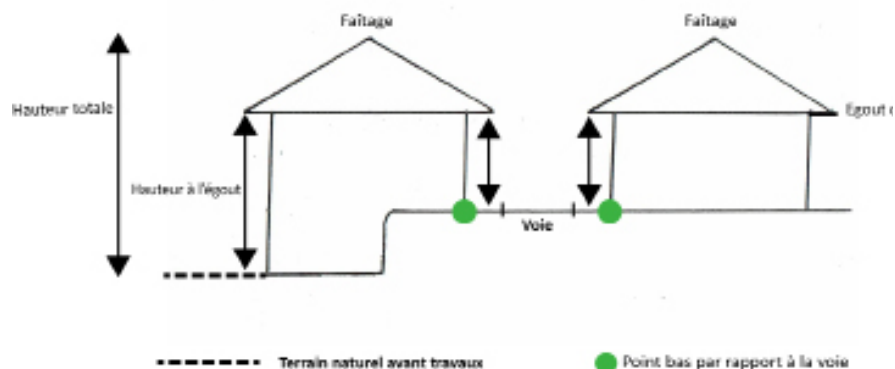 Faîtage
Faîtage
Hauteur totale
Egout
Hauteur à l'égout
Voie
Terrain naturel avant travaux
Point bas par rapport à la voie